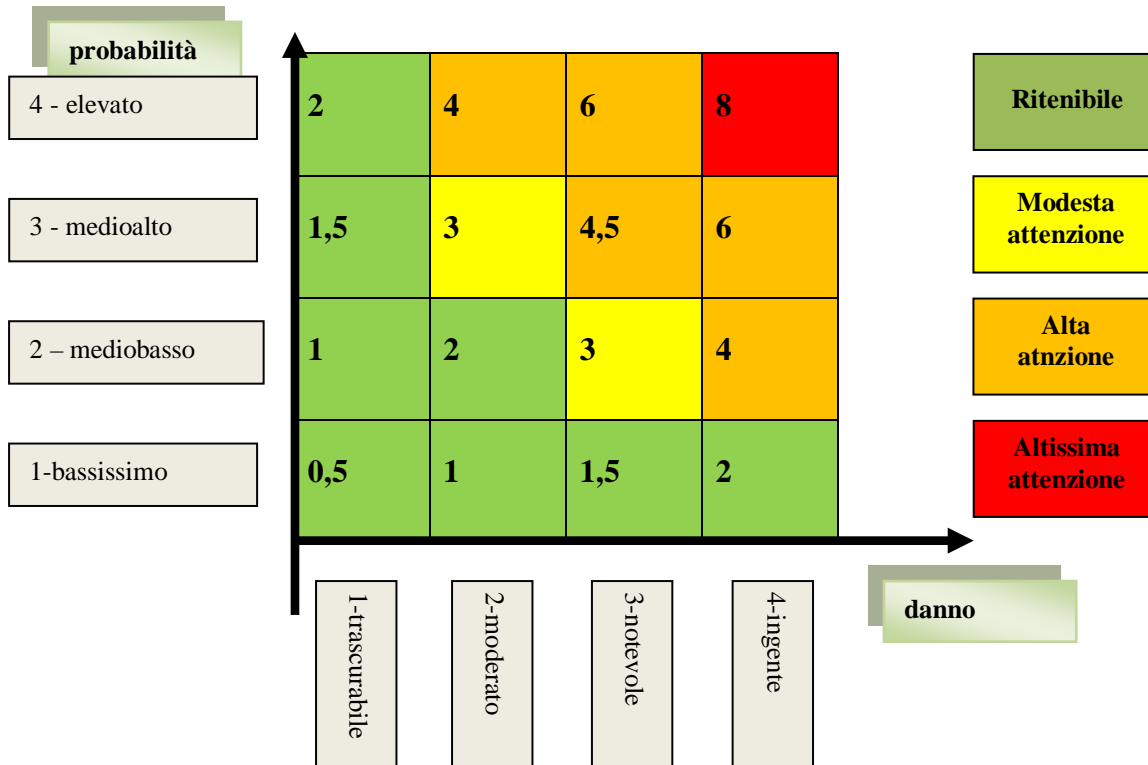 probabilità
4 - elevato
2
4
6
8
Ritenibile
3 - medioalto
1,5
3
4,5
6
Modesta
attenzione
2 – mediobasso
1
2
3
4
Alta
atnzione
1-bassissimo
0,5
1
1,5
2
Altissima
attenzione
1-trascurabile
2-moderato
3-notevole
4-ingente
danno